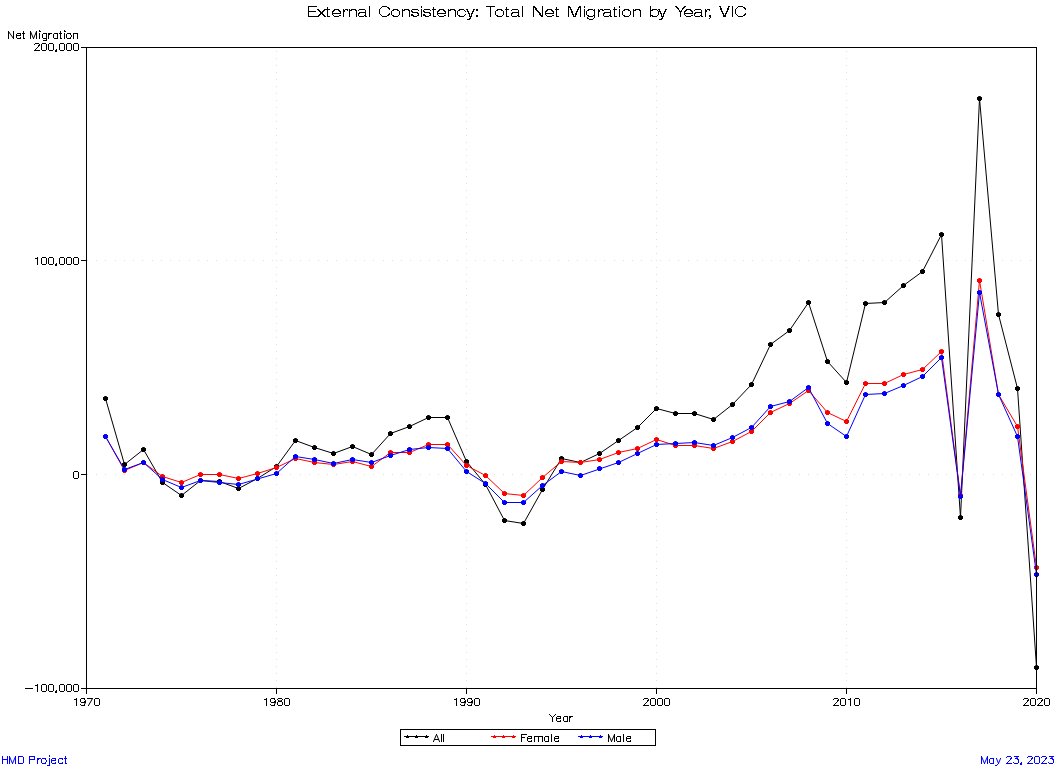 External Consistency: Total Net Migration by Year, VIC
Net Migration
200,000
100,000
0
−100,000
1970 1980 1990 2000 2010 2020
Year
All Female Male
HMD Project May 23, 2023